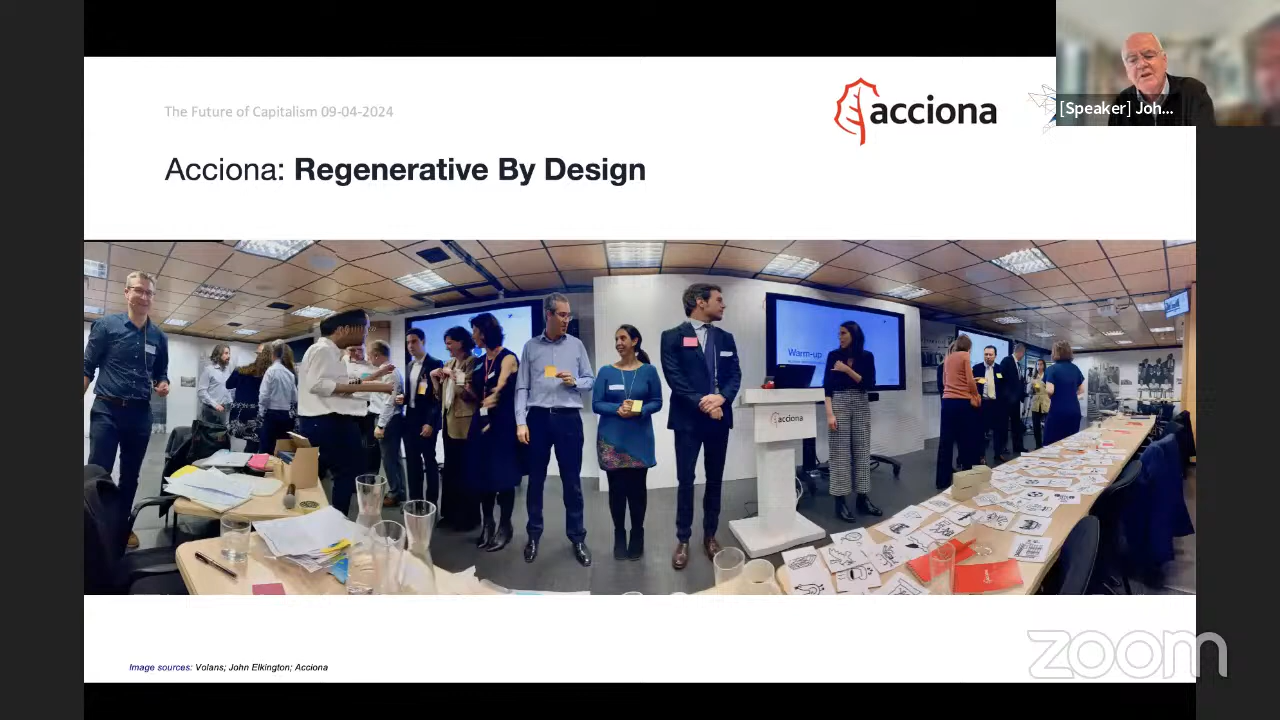 The Future of Capitalism 09-04-2024
acciona
[Speaker] Joh...
Acciona: Regenerative By Design
Warm-up
acciona
Image sources: Volans; John Elkington; Acciona
zoom